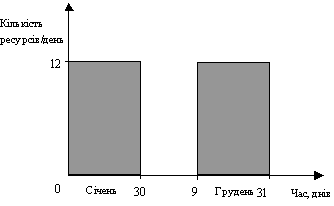 Кількість
ресурсів/день
12
0 Січень 30 9 Грудень 31 Час, днів